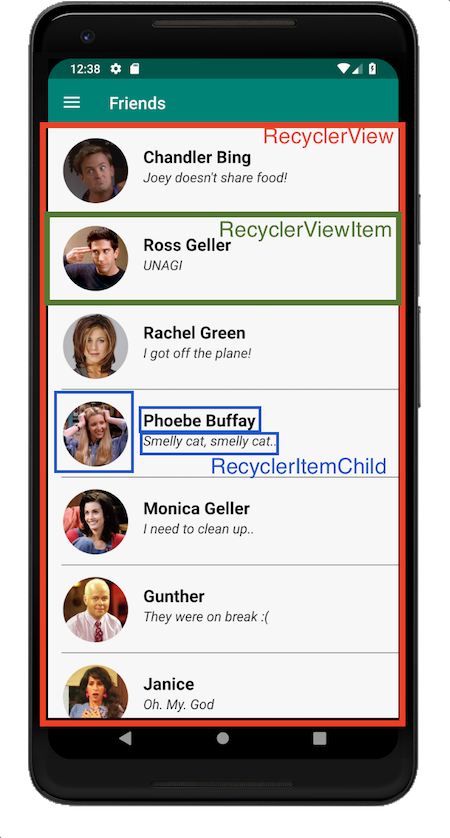 12:38
Friends
RecyclerView
Chandler Bing
Joey doesn't share food!
RecyclerViewItem
Ross Geller
UNAGI
Rachel Green
I got off the plane!
Phoebe Buffay
Smelly cat, smelly cat..
RecyclerItemChild
Monica Geller
I need to clean up..
Gunther
They were on break :(
Janice
Oh. My. God